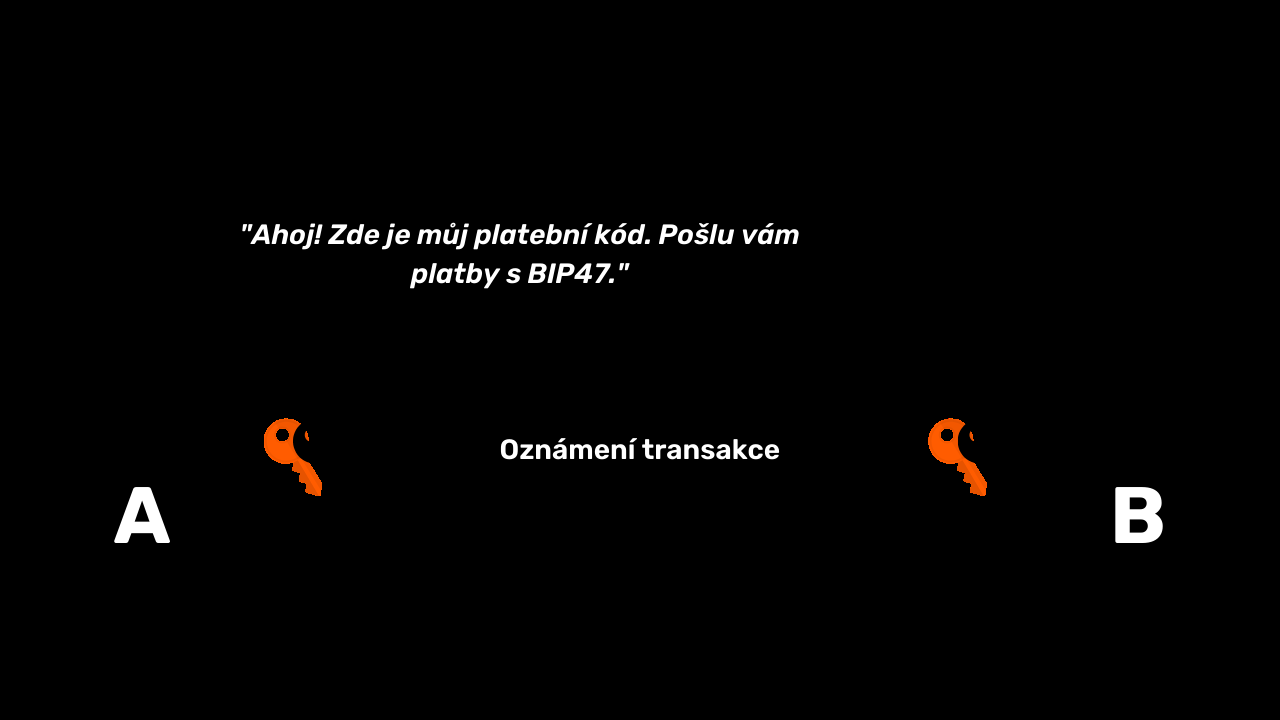 "Ahoj! Zde je můj platební kód. Pošlu vám
platby s BIP47."
Oznámení transakce
A
B